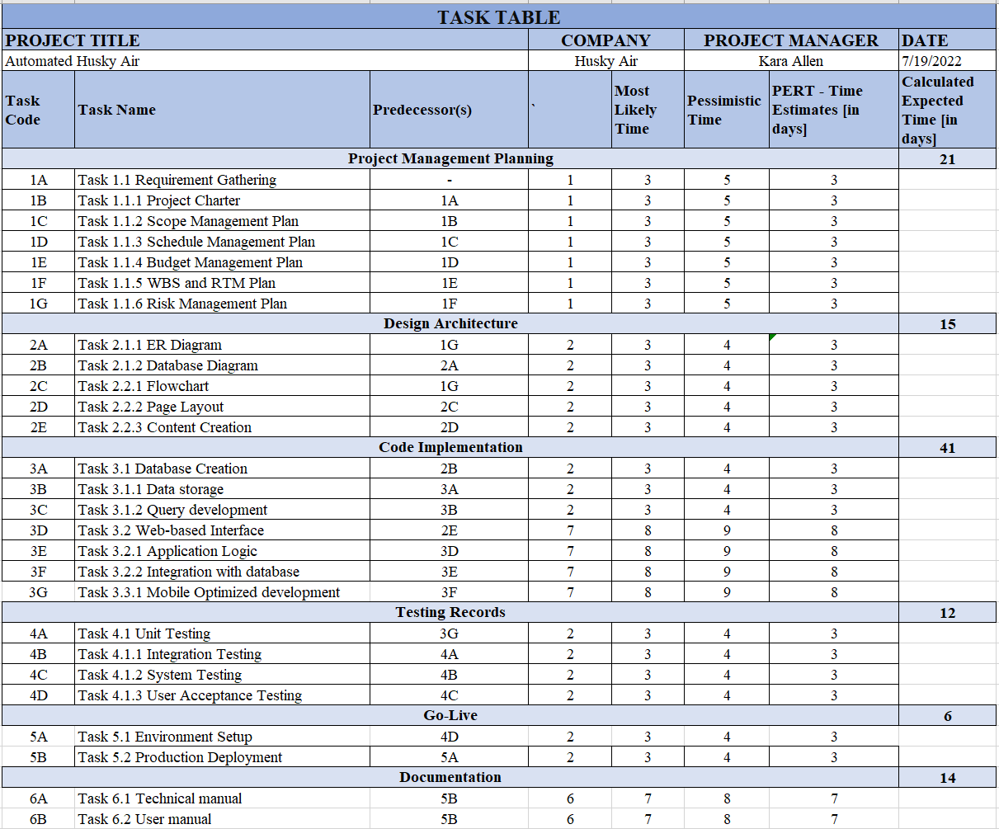 TASK TABLE
PROJECT TITLE COMPANY PROJECT MANAGER DATE
Automated Husky Air Husky Air Kara Allen 7/19/2022
Task Code Task Name Predecessor(s) ` Most Likely Time Pessimistic Time PERT - Time Estimates [in days] Calculated Expected Time [in days]
Project Management Planning 21
1A Task 1.1 Requirement Gathering - 1 3 5 3
1B Task 1.1.1 Project Charter 1A 1 3 5 3
1C Task 1.1.2 Scope Management Plan 1B 1 3 5 3
1D Task 1.1.3 Schedule Management Plan 1C 1 3 5 3
1E Task 1.1.4 Budget Management Plan 1D 1 3 5 3
1F Task 1.1.5 WBS and RTM Plan 1E 1 3 5 3
1G Task 1.1.6 Risk Management Plan 1F 1 3 5 3
Design Architecture 15
2A Task 2.1.1 ER Diagram 1G 2 3 4 3
2B Task 2.1.2 Database Diagram 2A 2 3 4 3
2C Task 2.2.1 Flowchart 1G 2 3 4 3
2D Task 2.2.2 Page Layout 2C 2 3 4 3
2E Task 2.2.3 Content Creation 2D 2 3 4 3
Code Implementation 41
3A Task 3.1 Database Creation 2B 2 3 4 3
3B Task 3.1.1 Data storage 3A 2 3 4 3
3C Task 3.1.2 Query development 3B 2 3 4 3
3D Task 3.2 Web-based Interface 2E 7 8 9 8
3E Task 3.2.1 Application Logic 3D 7 8 9 8
3F Task 3.2.2 Integration with database 3E 7 8 9 8
3G Task 3.3.1 Mobile Optimized development 3F 7 8 9 8
Testing Records 12
4A Task 4.1 Unit Testing 3G 2 3 4 3
4B Task 4.1.1 Integration Testing 4A 2 3 4 3
4C Task 4.1.2 System Testing 4B 2 3 4 3
4D Task 4.1.3 User Acceptance Testing 4C 2 3 4 3
Go-Live 6
5A Task 5.1 Environment Setup 4D 2 3 4 3
5B Task 5.2 Production Deployment 5A 2 3 4 3
Documentation 14
6A Task 6.1 Technical manual 5B 6 7 8 7
6B Task 6.2 User manual 5B 6 7 8 7